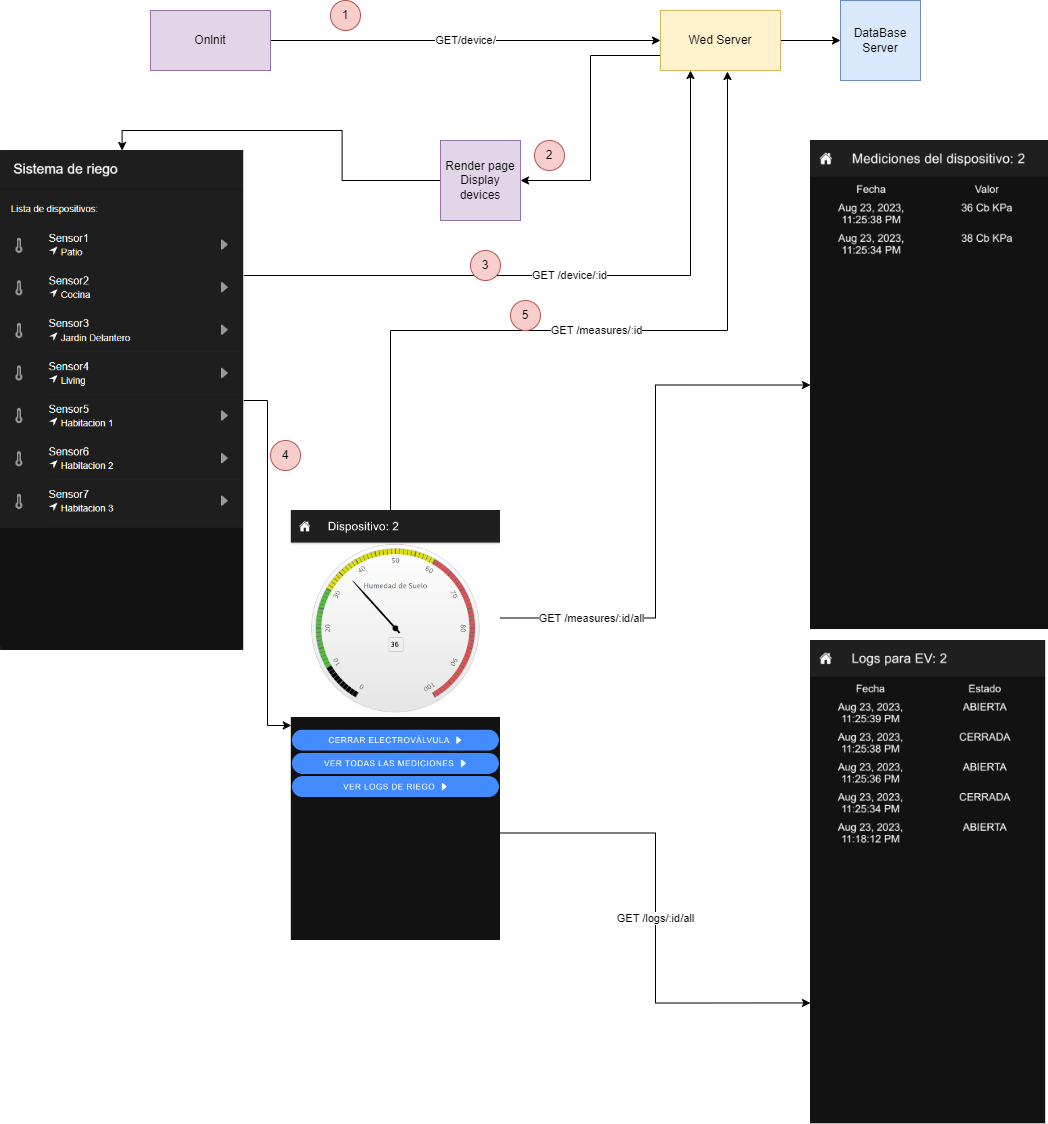 1
OnInit
GET/device/
Wed Server
DataBase
Server
2
Render page
Display
devices
Sistema de riego
Lista de dispositivos:
Sensor1
Patio
Sensor2
Cocina
Sensor3
Jardin Delantero
Sensor4
Living
Sensor5
Habitacion 1
Sensor6
Habitacion 2
Sensor7
Habitacion 3
3
GET /device/:id
5
GET /measures/:id
4
Mediciones del dispositivo: 2
Fecha Valor
Aug 23, 2023,
11:25:38 PM
36 Cb KPa
Aug 23, 2023,
11:25:34 PM
38 Cb KPa
Dispositivo: 2
0
10
20
30
40
50
60
70
80
90
100
Humedad de Suelo
36
CERRAR ELECTROVÁLVULA
VER TODAS LAS MEDICIONES
VER LOGS DE RIEGO
GET /measures/:id/all
GET /logs/:id/all
Logs para EV: 2
Fecha Estado
Aug 23, 2023,
11:25:39 PM
ABIERTA
Aug 23, 2023,
11:25:38 PM
CERRADA
Aug 23, 2023,
11:25:36 PM
ABIERTA
Aug 23, 2023,
11:25:34 PM
CERRADA
Aug 23, 2023,
11:18:12 PM
ABIERTA